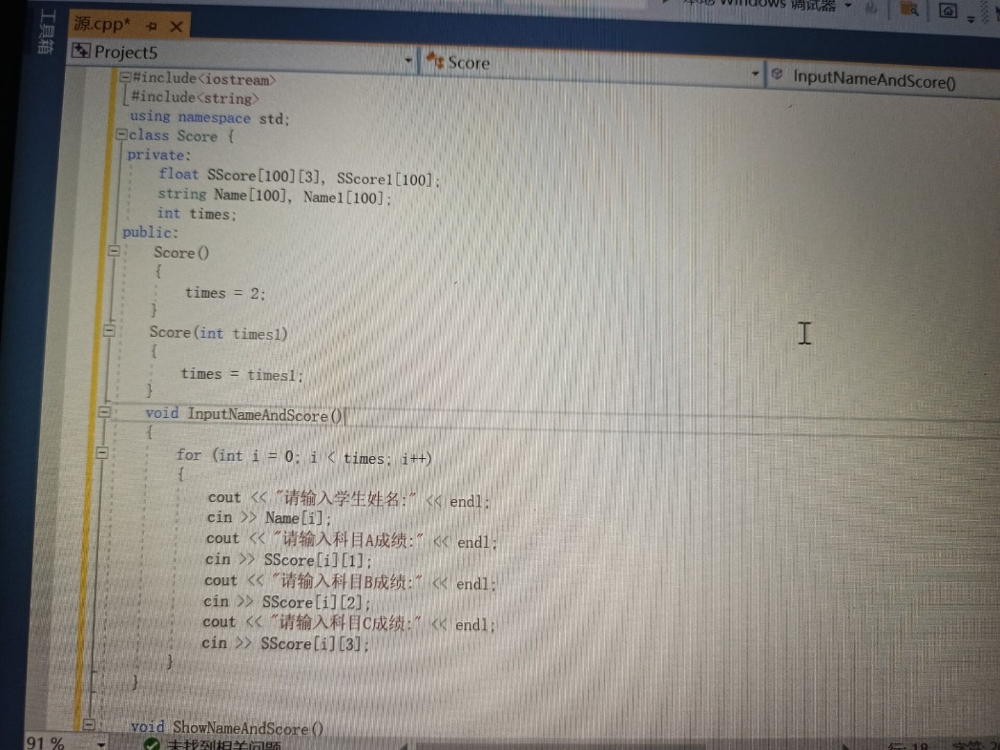 Windows 调试器
工具箱
源.cpp*
Project5
Score
InputNameAndScore()
#include<iostream>
#include<string>
using namespace std;
class Score {
private:
float SScore[100][3], SScore1[100];
string Name[100], Name1[100];
int times;
public:
Score()
{
times = 2;
}
Score(int times1)
{
times = times1;
}
void InputNameAndScore()
{
for (int i = 0; i < times; i++)
{
cout << "请输入学生姓名:" << endl;
cin >> Name[i];
cout << "请输入科目A成绩:" << endl;
cin >> SScore[i][1];
cout << "请输入科目B成绩:" << endl;
cin >> SScore[i][2];
cout << "请输入科目C成绩:" << endl;
cin >> SScore[i][3];
}
}
void ShowNameAndScore()
91 %
未找到相关问题
行: 18